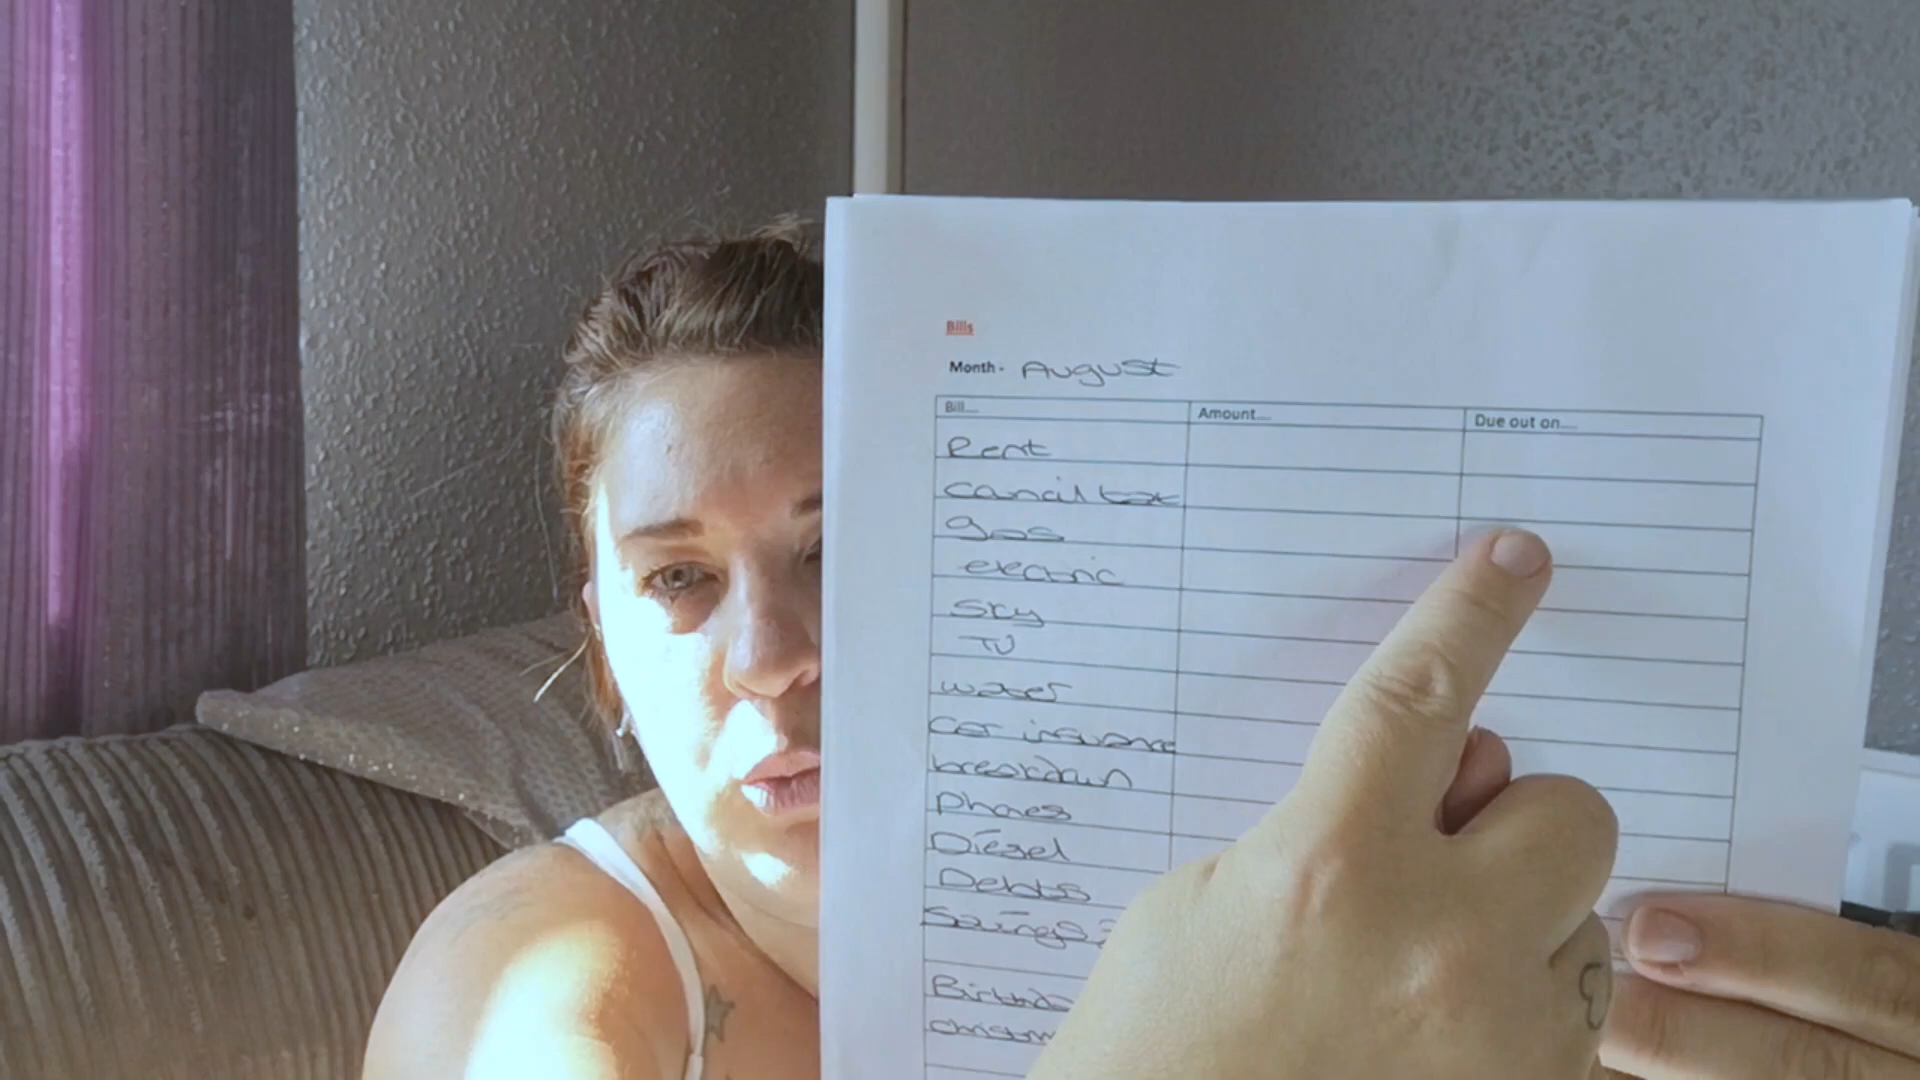 Bills
Month - August
Bill.... Amount.... Due out on.....
Rent
Council tax
gas
electric
Sky
TV
water
Car insurance
breakdown
Phones
Diesel
Debts
Savings